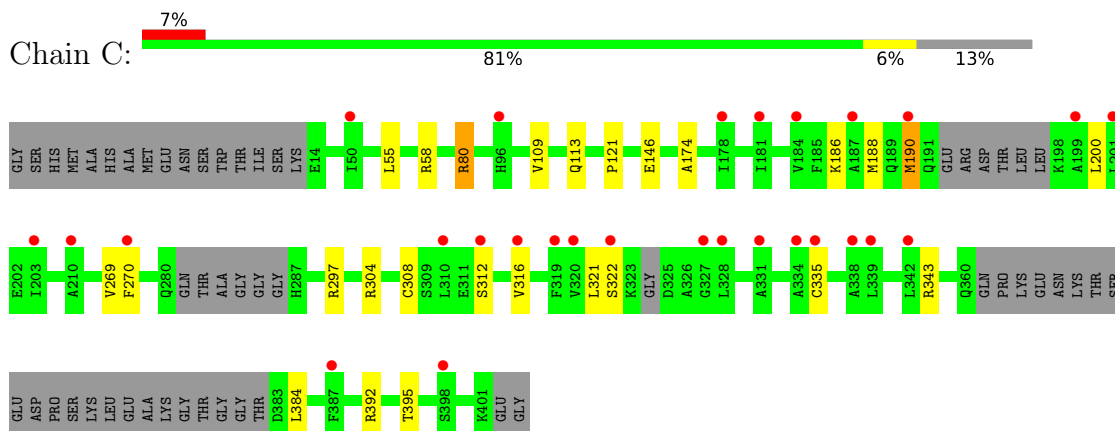 7%
Chain C: 81% 6% 13%
GLY SER HIS MET ALA HIS ALA MET GLU ASN SER TRP THR ILE SER LYS E14 I50 L55 R58 R80 H96 V109 Q113 P121 E146 A174 I178 I181 V184 F185 K186 A187 M188 Q189 M190 Q191 GLU ARG ASP THR LEU LEU K198 A199 L200 L201
E202 I203 A210 V269 F270 Q280 GLN THR ALA GLY GLY GLY H287 R297 R304 C308 S309 L310 E311 S312 V316 F319 V320 L321 S322 K323 GLY D325 A326 G327 L328 A331 A334 C335 A338 L339 L342 R343 Q360 GLN PRO LYS GLU ASN LYS THR SER
GLU ASP PRO SER LYS LEU GLU ALA LYS GLY THR GLY GLY THR D383 L384 F387 R392 T395 S398 K401 GLU GLY